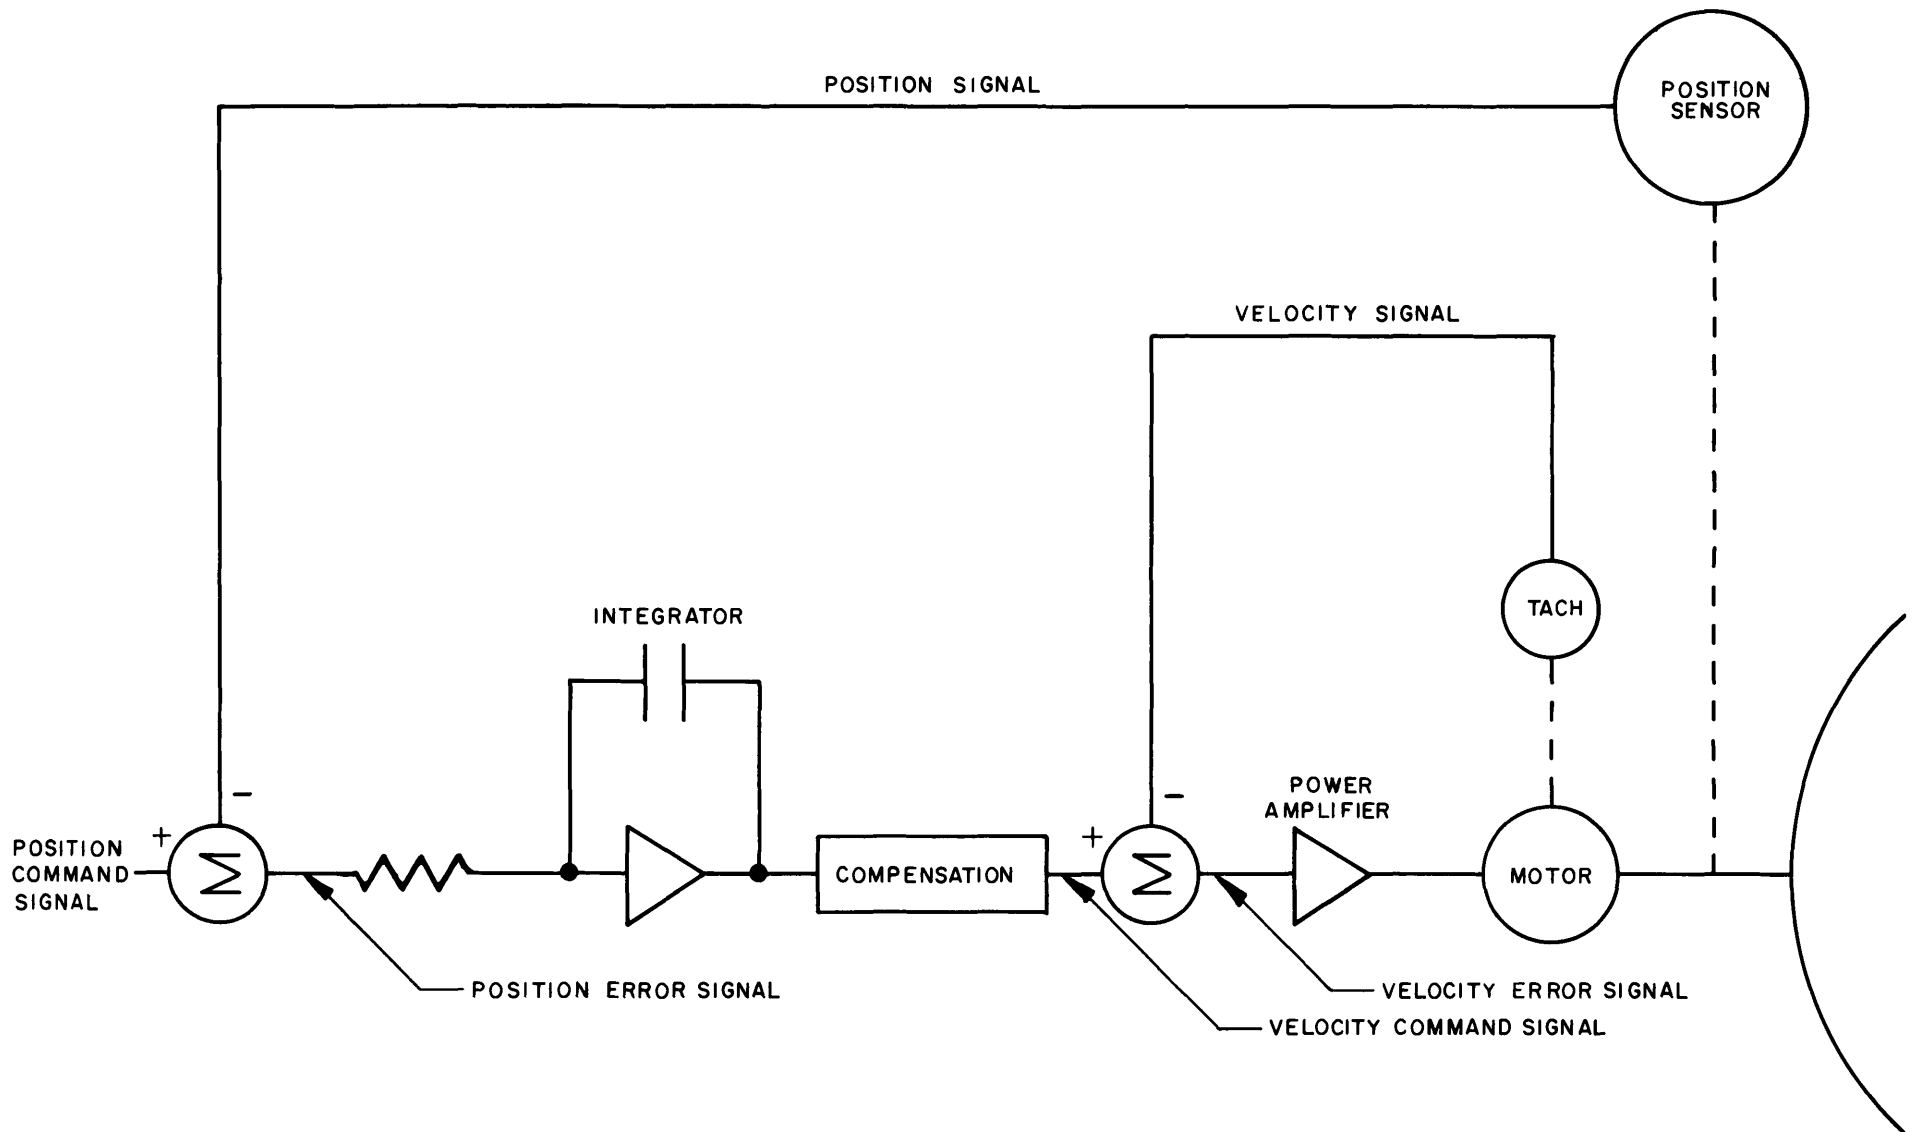 POSITION SIGNAL
POSITION
SENSOR
VELOCITY SIGNAL
TACH
INTEGRATOR
POWER
AMPLIFIER
−
−
+
+
POSITION
COMMAND
SIGNAL
Σ
COMPENSATION
Σ
MOTOR
POSITION ERROR SIGNAL
VELOCITY ERROR SIGNAL
VELOCITY COMMAND SIGNAL